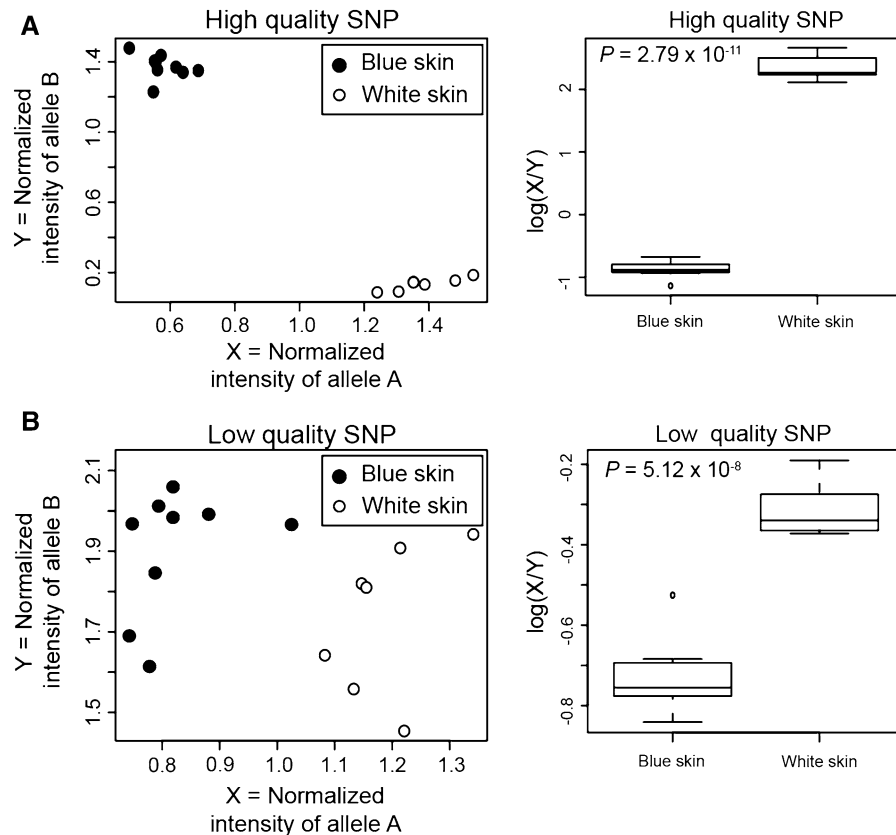 A
High quality SNP
Y = Normalized
intensity of allele B
1.4
1.0
0.6
0.2
Blue skin
White skin
0.6 0.8 1.0 1.2 1.4
X = Normalized
intensity of allele A
High quality SNP
P = 2.79 x 10-11
log(X/Y)
2
1
0
-1
Blue skin White skin
B
Low quality SNP
Y = Normalized
intensity of allele B
2.1
1.9
1.7
1.5
Blue skin
White skin
0.8 0.9 1.0 1.1 1.2 1.3
X = Normalized
intensity of allele A
Low quality SNP
P = 5.12 x 10-8
log(X/Y)
-0.2
-0.4
-0.6
-0.8
Blue skin White skin